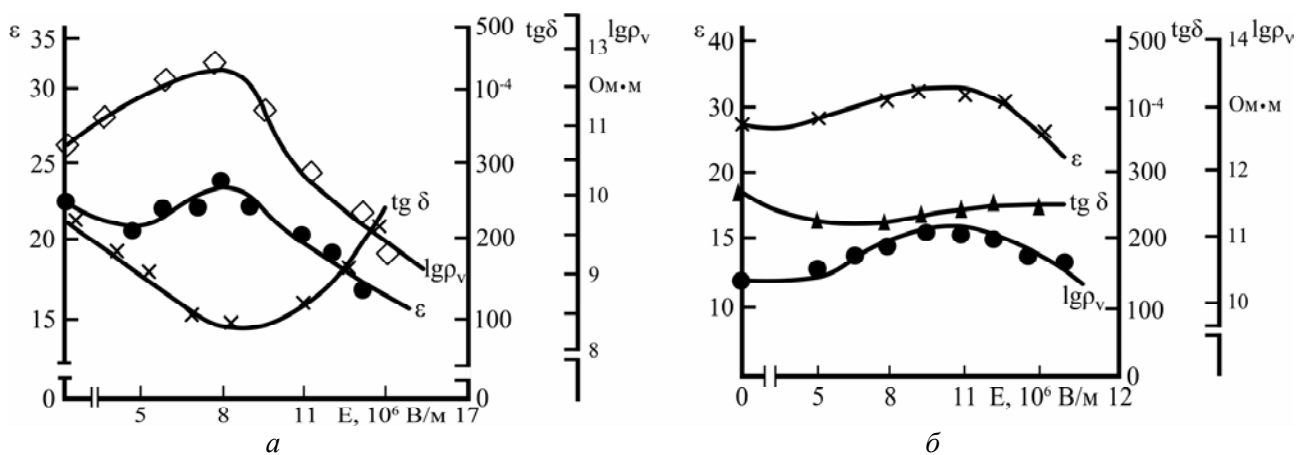 ε
35
30
25
20
15
0
5
8
11
E, 10⁶ В/м 17
500
tgδ
10⁻⁴
300
200
100
0
lgρᵥ
13
Ом•м
11
10
9
8
tg δ
lgρᵥ
ε
а
ε
40
30
20
15
10
0
5
8
11
E, 10⁶ В/м 12
500
tgδ
10⁻⁴
300
200
100
0
14
lgρᵥ
Ом•м
12
11
10
ε
tg δ
lgρᵥ
б